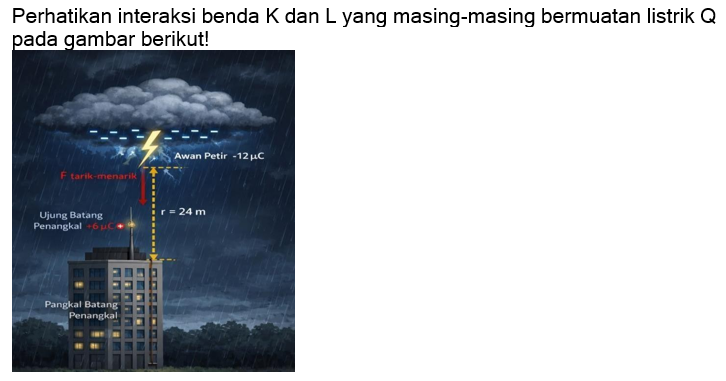 Perhatikan interaksi benda K dan L yang masing-masing bermuatan listrik Q
pada gambar berikut!
Awan Petir -12 μC
F tarik-menarik
r = 24 m
Ujung Batang
Penangkal +6 μC +
Pangkal Batang
Penangkal